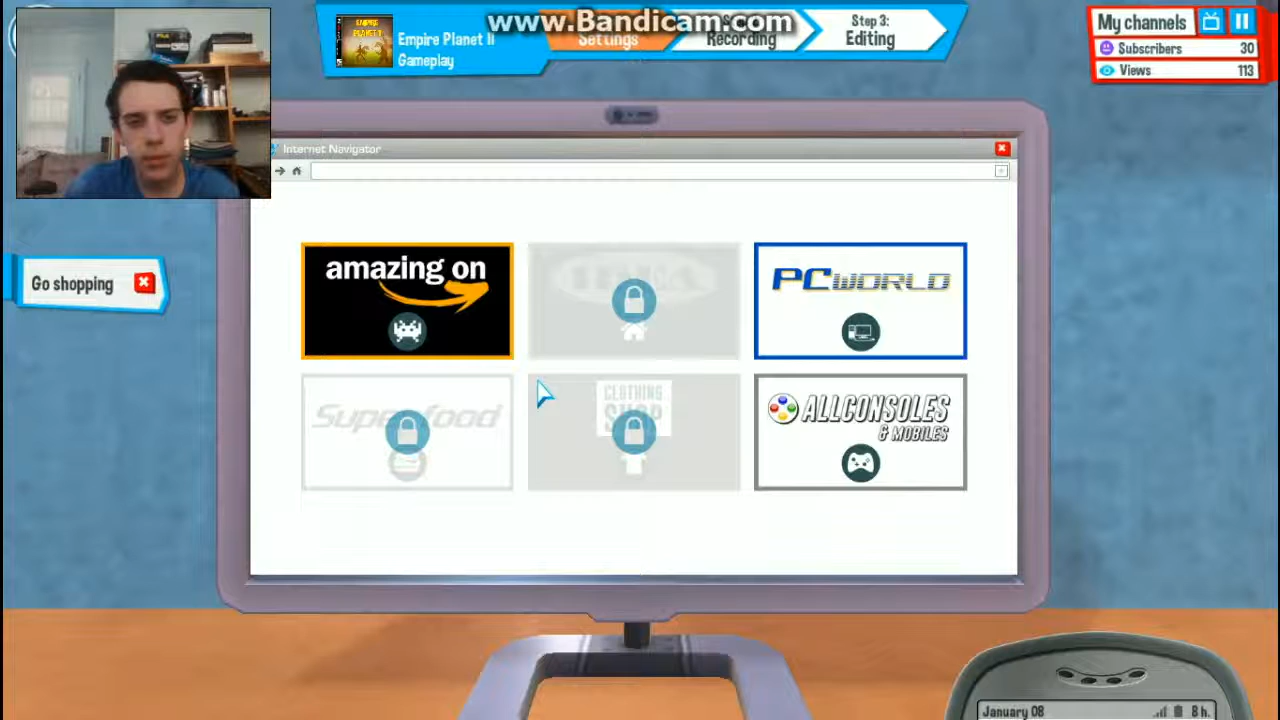 www.Bandicam.com
Empire Planet II
Gameplay
Settings
Recording
Step 3:
Editing
My channels
Subscribers 30
Views 113
Internet Navigator
Go shopping
amazing on
PC WORLD
Superfood
CLOTHING
SHOP
ALLCONSOLES
& MOBILES
January 08
8 h.